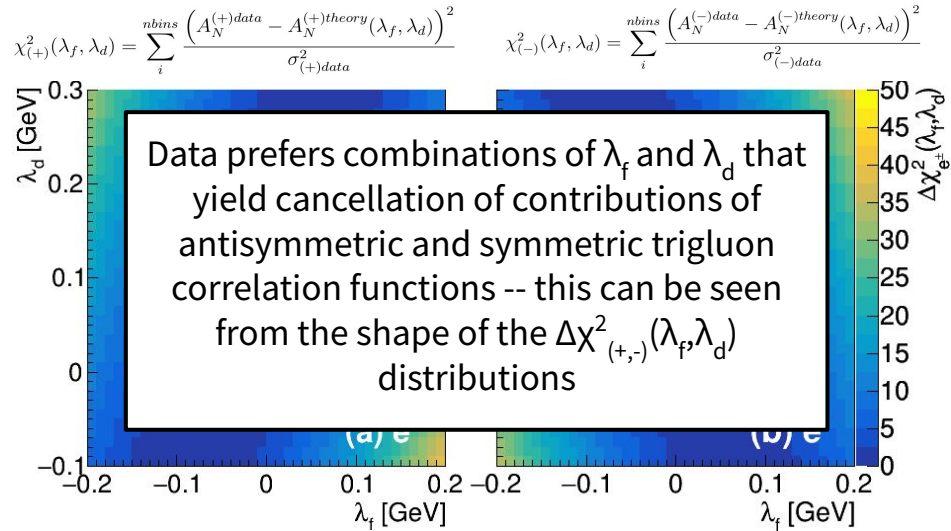 χ²₍₊₎(λ_f, λ_d) = Σ_i^{nbins} (A_N^{(+)data} − A_N^{(+)theory}(λ_f, λ_d))² / σ²_{(+)data}
χ²₍₋₎(λ_f, λ_d) = Σ_i^{nbins} (A_N^{(−)data} − A_N^{(−)theory}(λ_f, λ_d))² / σ²_{(−)data}
λ_d [GeV]
0.3
0.2
0.1
0
−0.1
Data prefers combinations of λ_f and λ_d that
yield cancellation of contributions of
antisymmetric and symmetric trigluon
correlation functions -- this can be seen
from the shape of the Δχ²_{(+,-)}(λ_f,λ_d)
distributions
(a) e
(b) e
−0.2 −0.1 0 0.1 0.2
λ_f [GeV]
−0.2 −0.1 0 0.1 0.2
λ_f [GeV]
50
45
40
35
30
25
20
15
10
5
0
Δχ²_{e±}(λ_f,λ_d)